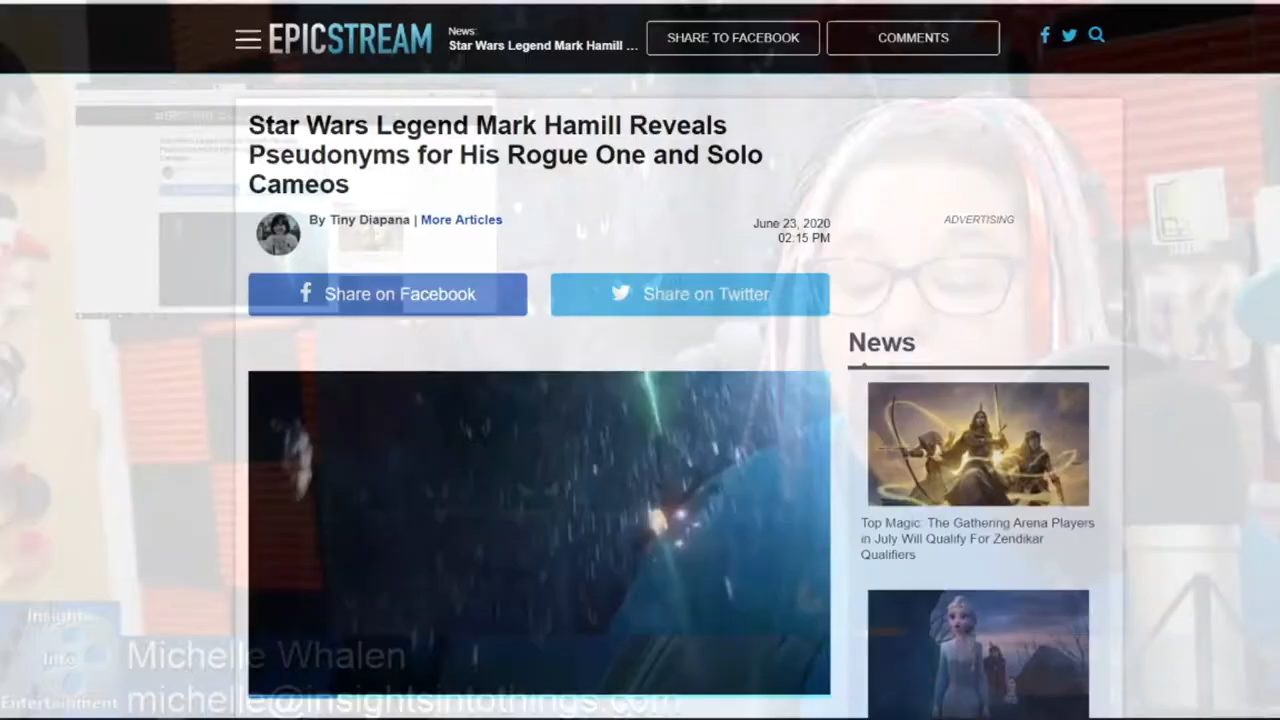 EPICSTREAM
News:
Star Wars Legend Mark Hamill ...
SHARE TO FACEBOOK
COMMENTS
Star Wars Legend Mark Hamill Reveals
Pseudonyms for His Rogue One and Solo
Cameos
By Tiny Diapana | More Articles
June 23, 2020
02:15 PM
ADVERTISING
Share on Facebook
Share on Twitter
News
Top Magic: The Gathering Arena Players
in July Will Qualify For Zendikar
Qualifiers
Insights
Into
Entertainment
Michelle Whalen
michelle@insightsintothings.com